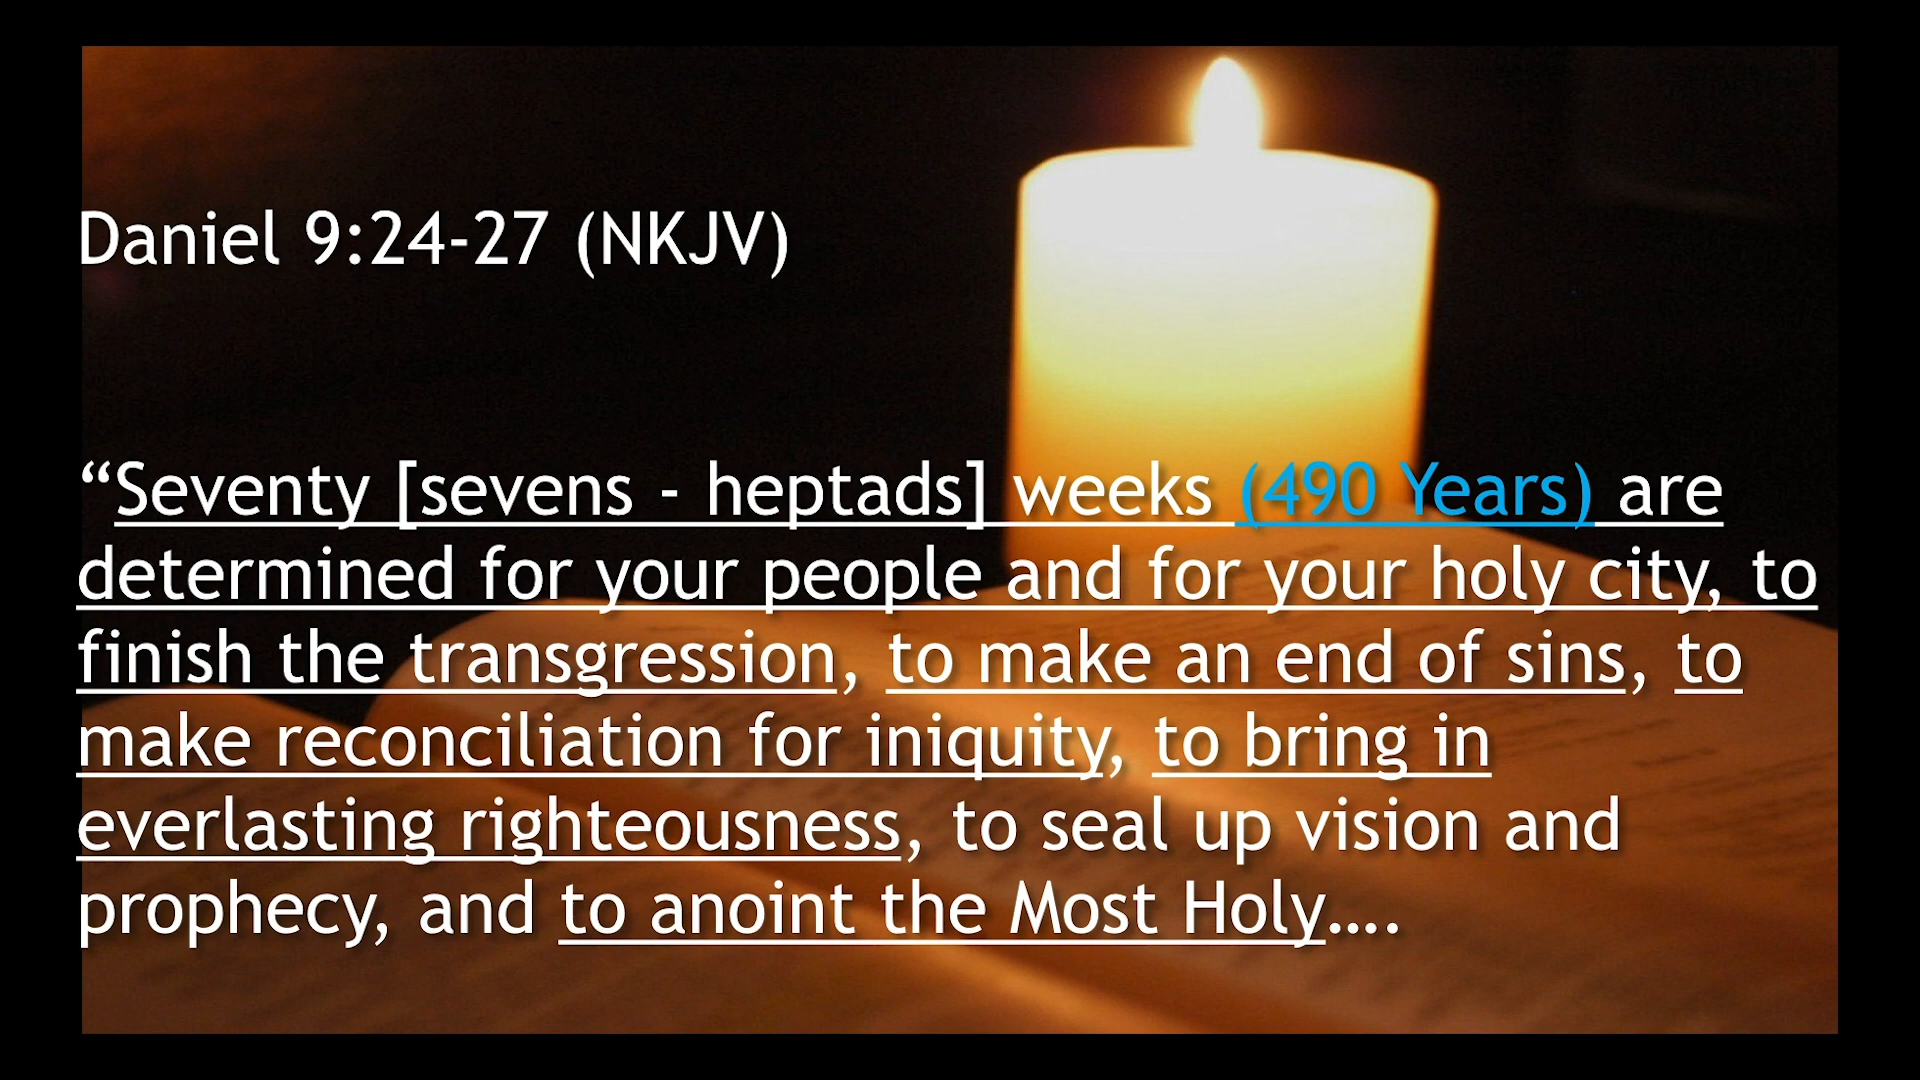 Daniel 9:24-27 (NKJV)
“Seventy [sevens - heptads] weeks (490 Years) are
determined for your people and for your holy city, to
finish the transgression, to make an end of sins, to
make reconciliation for iniquity, to bring in
everlasting righteousness, to seal up vision and
prophecy, and to anoint the Most Holy….